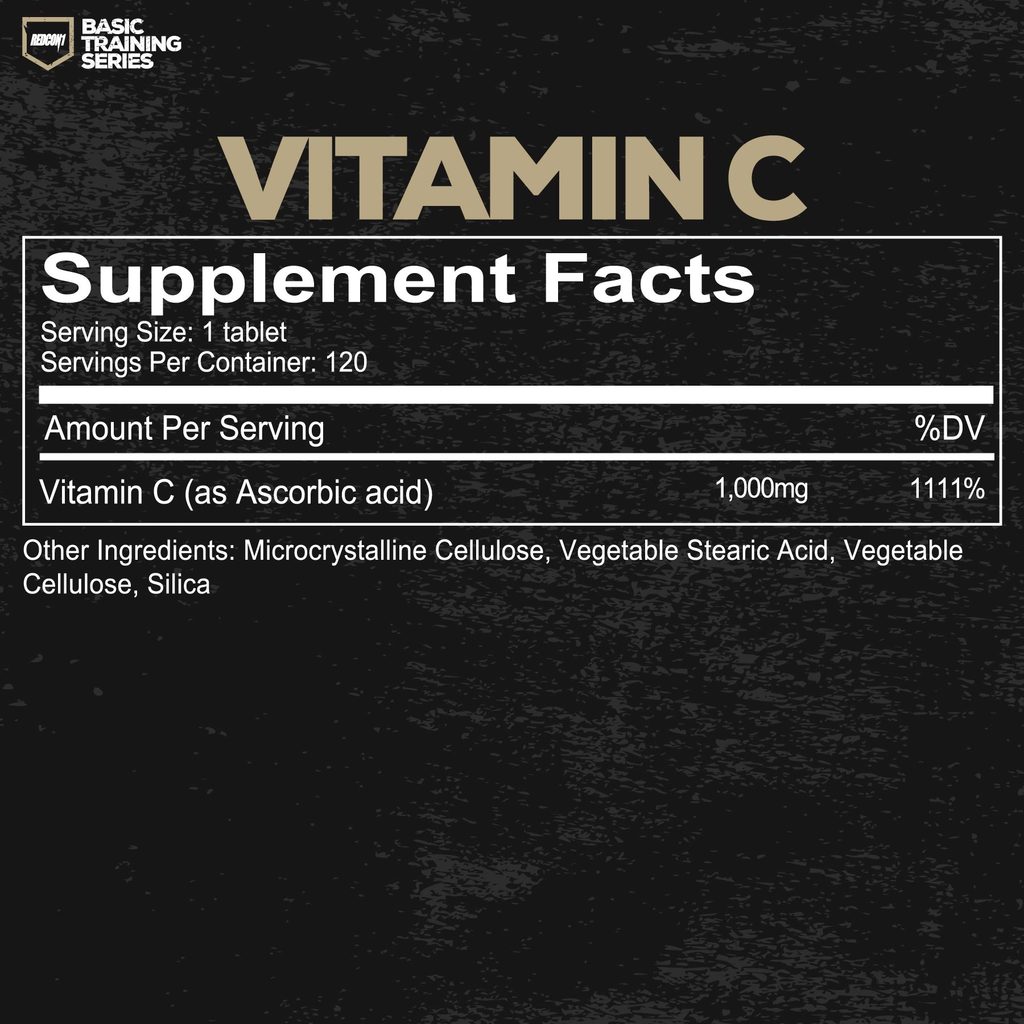 REDCON1
BASIC
TRAINING
SERIES
VITAMIN C
Supplement Facts
Serving Size: 1 tablet
Servings Per Container: 120
Amount Per Serving %DV
Vitamin C (as Ascorbic acid) 1,000mg 1111%
Other Ingredients: Microcrystalline Cellulose, Vegetable Stearic Acid, Vegetable
Cellulose, Silica